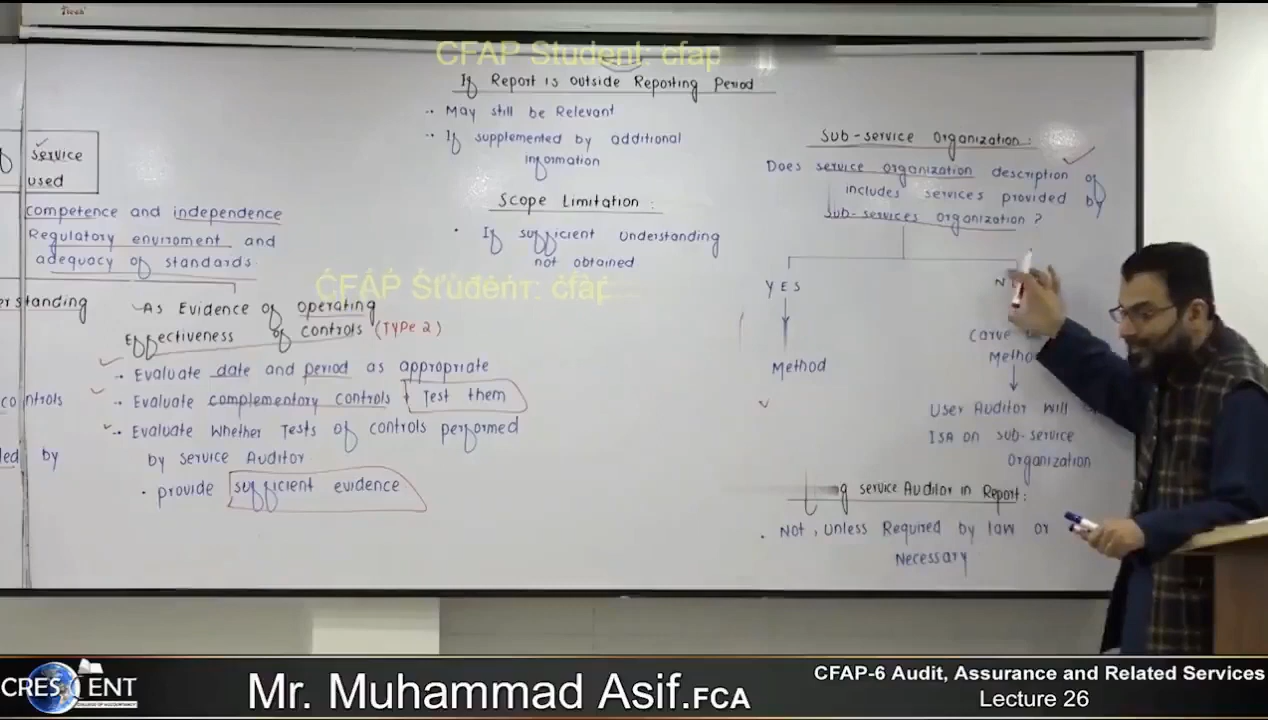 CFAP Student: cfap
If Report is outside Reporting Period
May still be Relevant
If supplemented by additional
information
Scope Limitation :
If sufficient understanding
not obtained
CFAP Student: cfap
service
used
competence and independence
Regulatory enviroment and
adequacy of standards
As Evidence of operating
Effectiveness of controls (Type 2)
Evaluate date and period as appropriate
Evaluate complementary controls Test them
Evaluate whether Tests of controls performed
by service Auditor
provide sufficient evidence
controls
by
Sub-service Organization :
Does service organization description of
includes services provided by
sub-services organization ?
YES
Method
Carve
Method
User Auditor will
ISA on sub-service
Organization
service Auditor in Report :
Not, unless Required by law or
Necessary
CRESCENT
Mr. Muhammad Asif.FCA
CFAP-6 Audit, Assurance and Related Services
Lecture 26